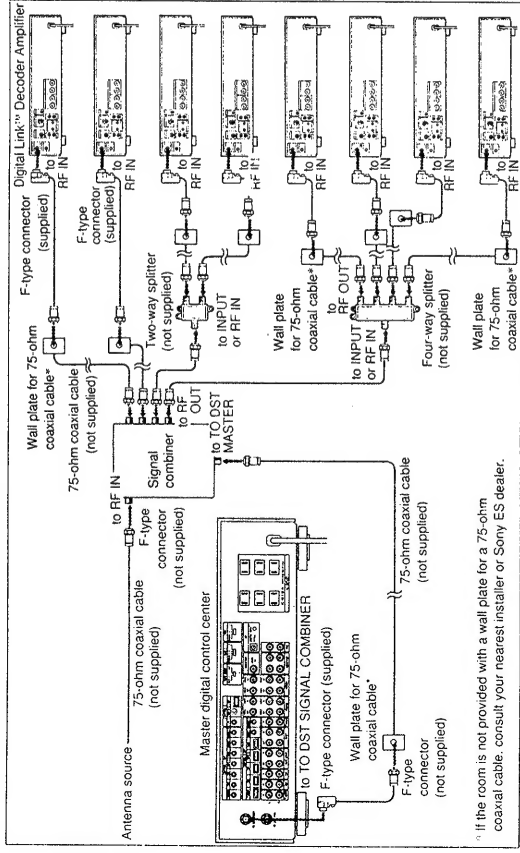 Digital Link™ Decoder Amplifier
F-type connector
(supplied)
to
RF IN
F-type
connector
(supplied)
to
RF IN
to
RF IN
Two-way splitter
(not supplied)
to INPUT
or RF IN
to
RF IN
Wall plate
for 75-ohm
coaxial cable*
to
RF IN
to
RF OUT
to INPUT
or RF IN
Four-way splitter
(not supplied)
to
RF IN
to
RF IN
Wall plate
for 75-ohm
coaxial cable*
to
RF IN
Wall plate for 75-ohm
coaxial cable*
75-ohm coaxial cable
(not supplied)
to RF IN
to RF
OUT
Signal
combiner
to TO DST
MASTER
F-type
connector
(not supplied)
Antenna source
75-ohm coaxial cable
(not supplied)
Master digital control center
to TO DST SIGNAL COMBINER
F-type connector (supplied)
Wall plate for 75-ohm
coaxial cable*
75-ohm coaxial cable
(not supplied)
F-type
connector
(not supplied)
* If the room is not provided with a wall plate for a 75-ohm
coaxial cable, consult your nearest installer or Sony ES dealer.